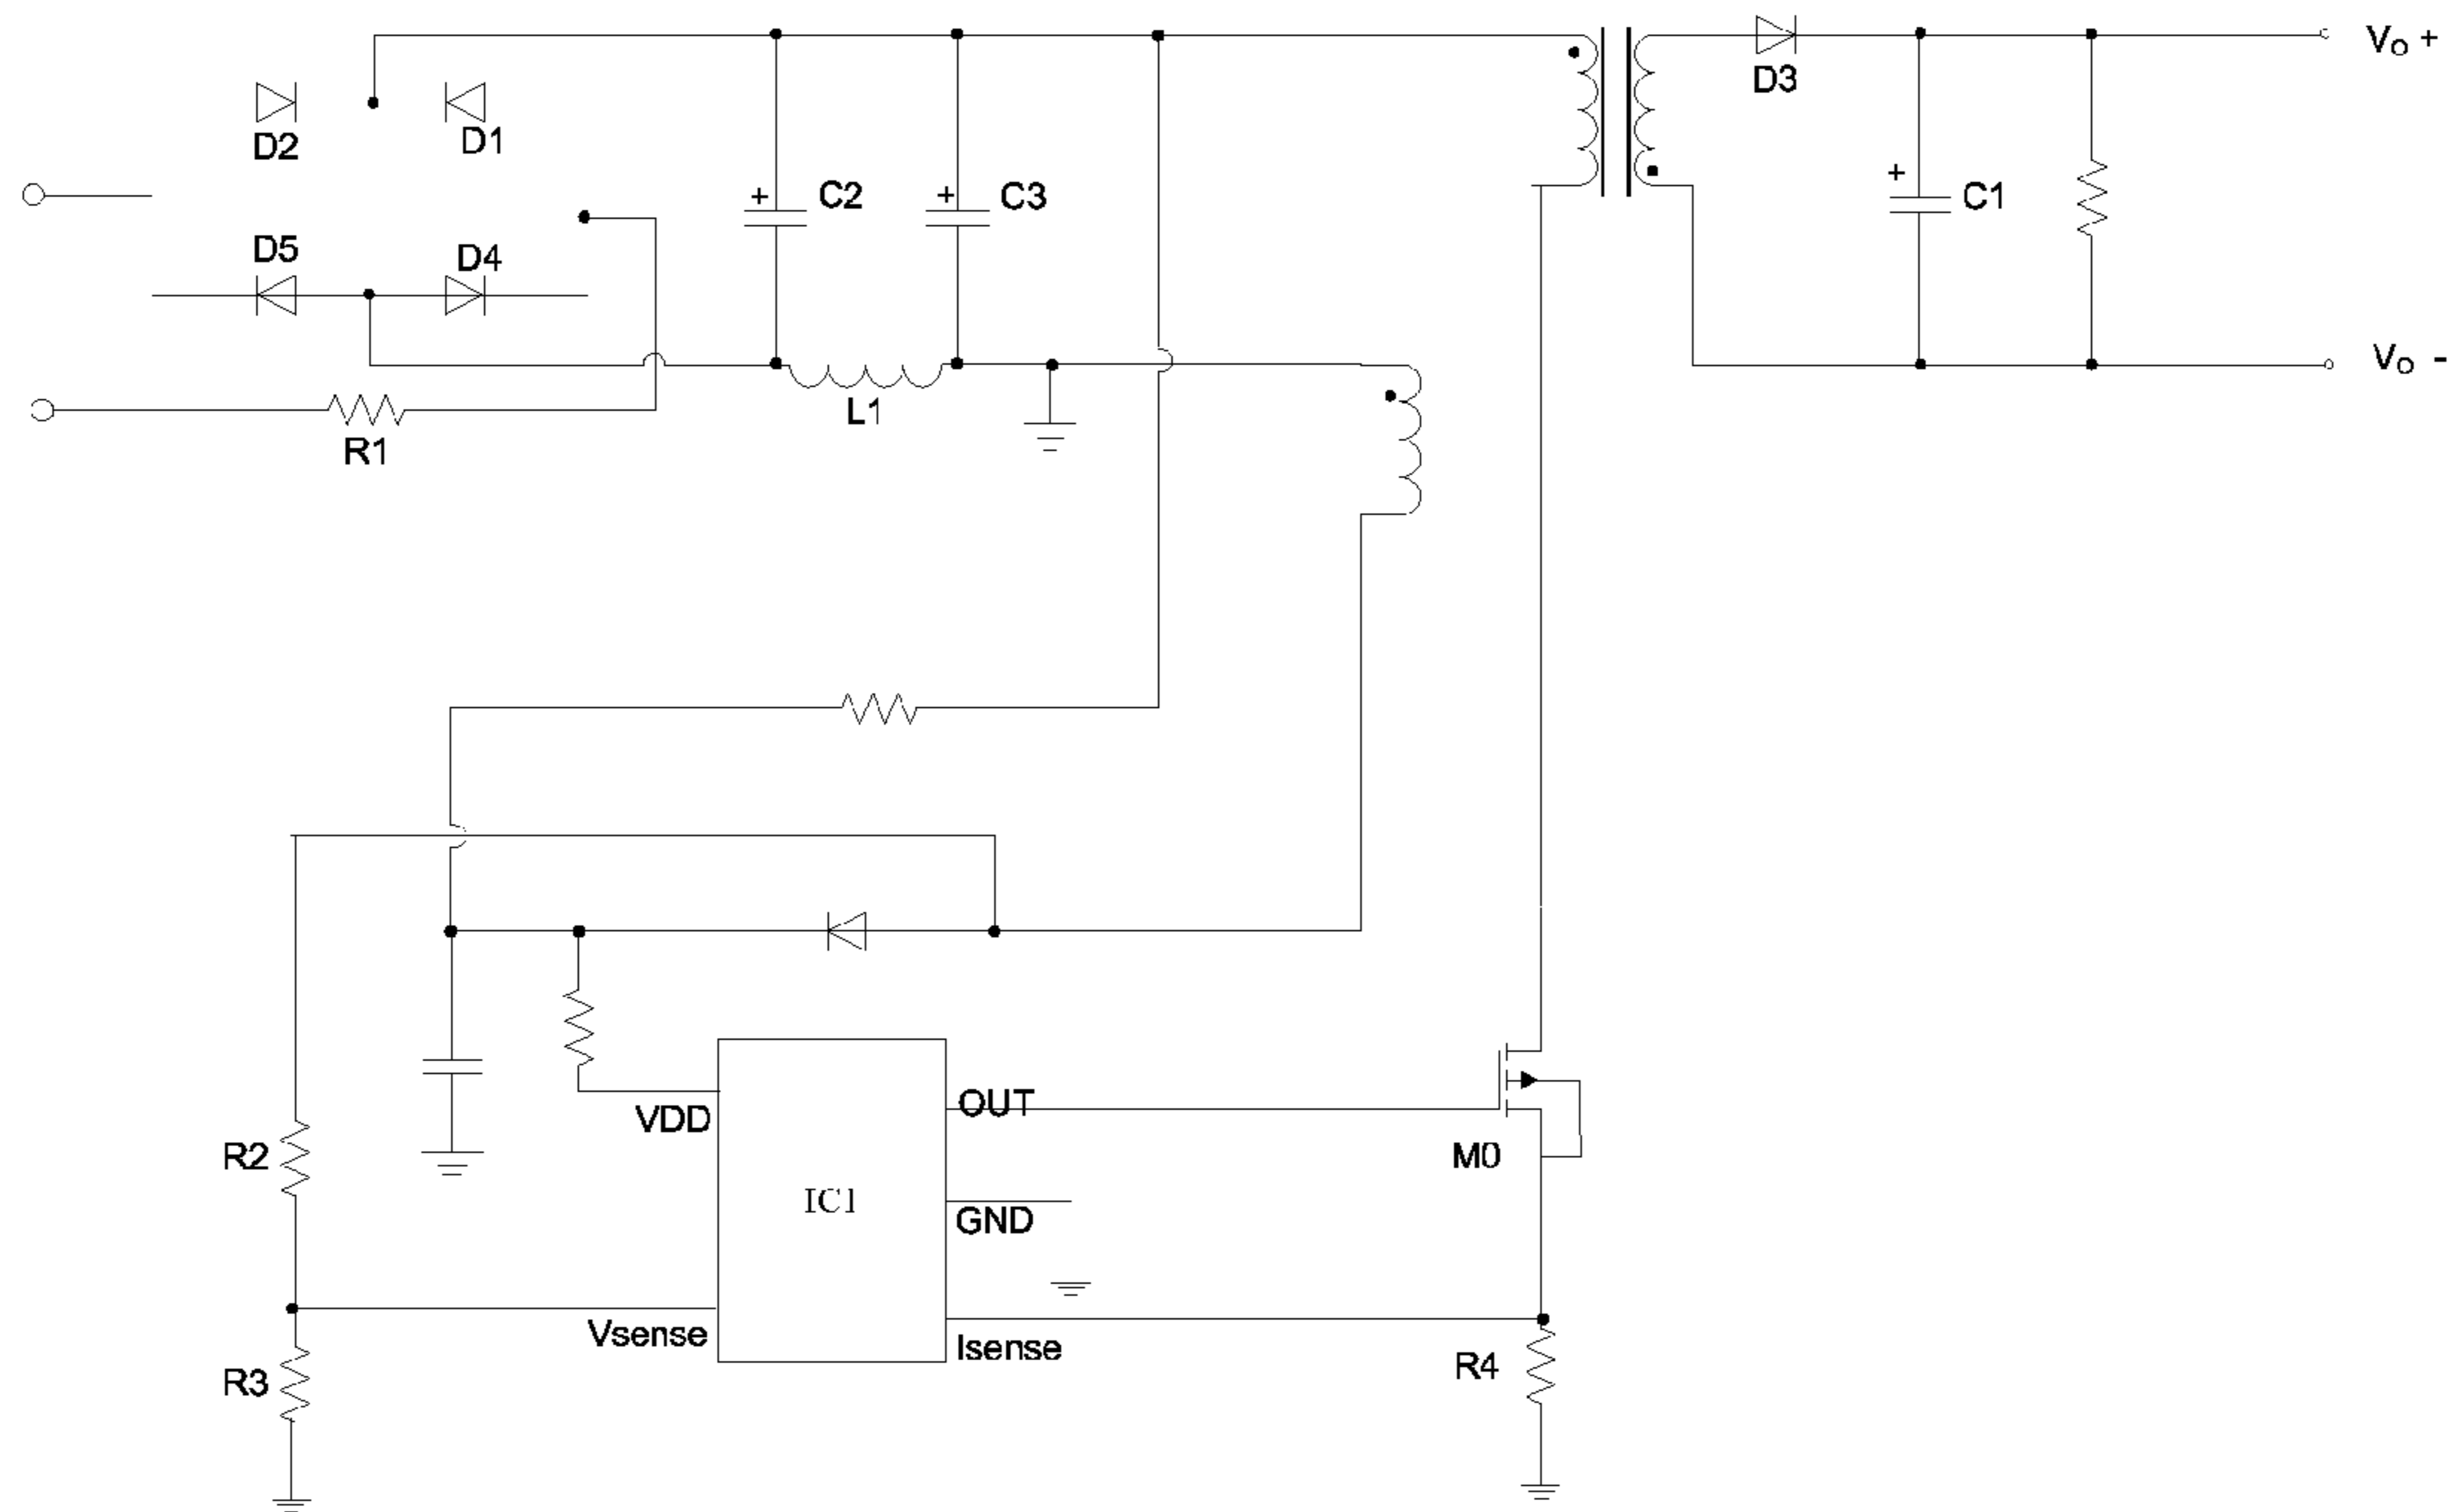 D2
D1
D3
Vo +
+
C2
+
C3
+
C1
D5
D4
Vo -
R1
L1
VDD
OUT
M0
R2
IC1
GND
Vsense
Isense
R3
R4